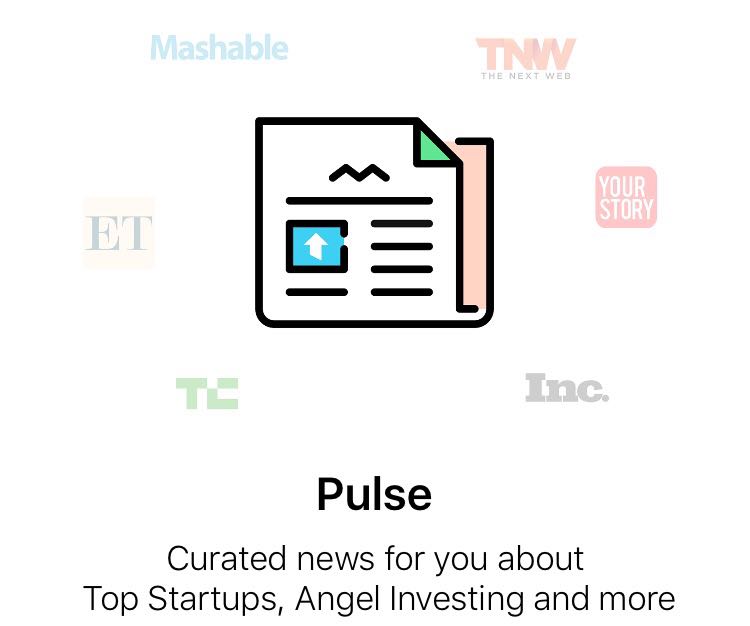 Mashable
TNW
THE NEXT WEB
ET
YOUR
STORY
TC
Inc.
Pulse
Curated news for you about
Top Startups, Angel Investing and more